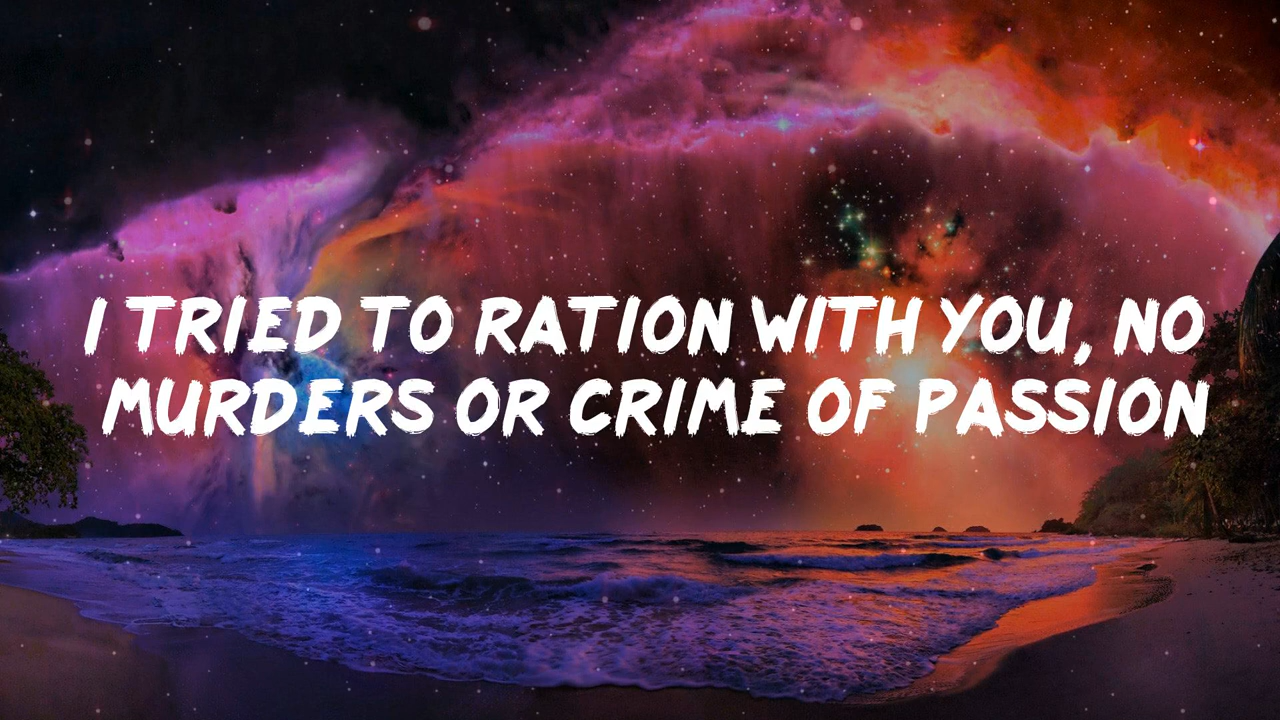 I TRIED TO RATION WITH YOU, NO
MURDERS OR CRIME OF PASSION